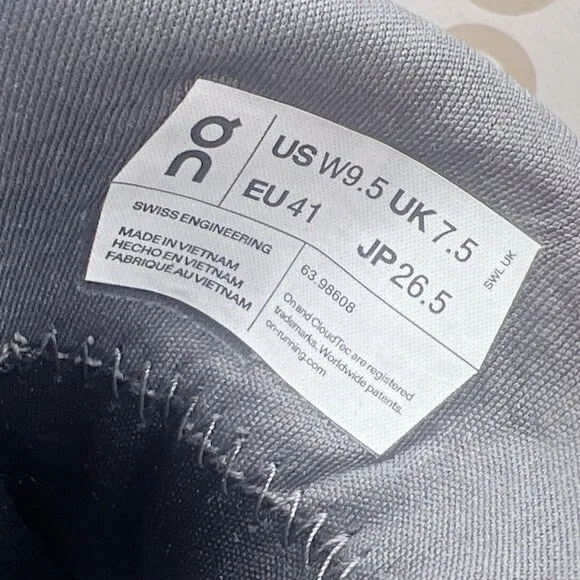 On
US W9.5 UK 7.5
EU 41 JP 26.5
SWL UK
SWISS ENGINEERING
MADE IN VIETNAM
HECHO EN VIETNAM
FABRIQUÉ AU VIETNAM
63.98608
On and CloudTec are registered
trademarks. Worldwide patents.
on-running.com